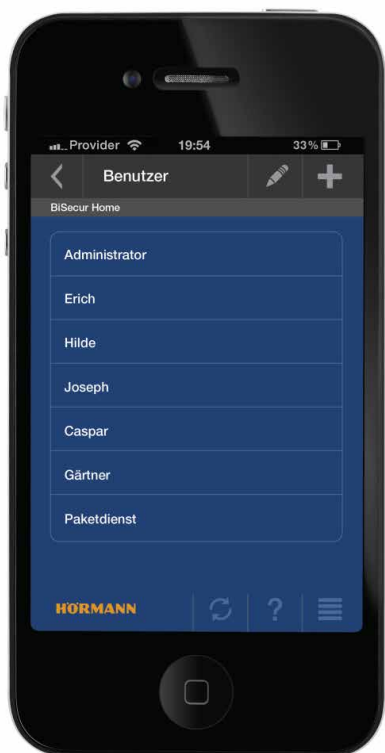 Provider 19:54 33%
Benutzer
BiSecur Home
Administrator
Erich
Hilde
Joseph
Caspar
Gärtner
Paketdienst
HÖRMANN ?